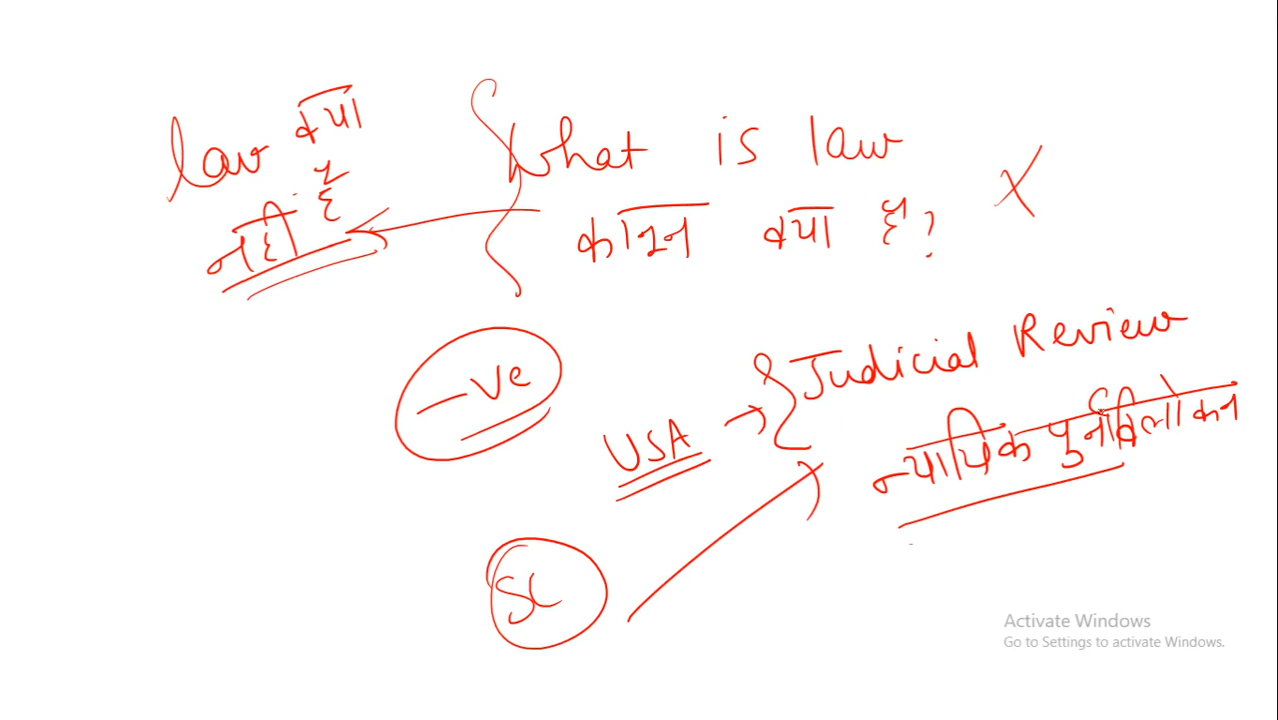 law क्या
है
नही
What is law
कानून क्या है?
-ve
USA
Judicial Review
न्यायिक पुर्नविलोकन
SC
Activate Windows
Go to Settings to activate Windows.